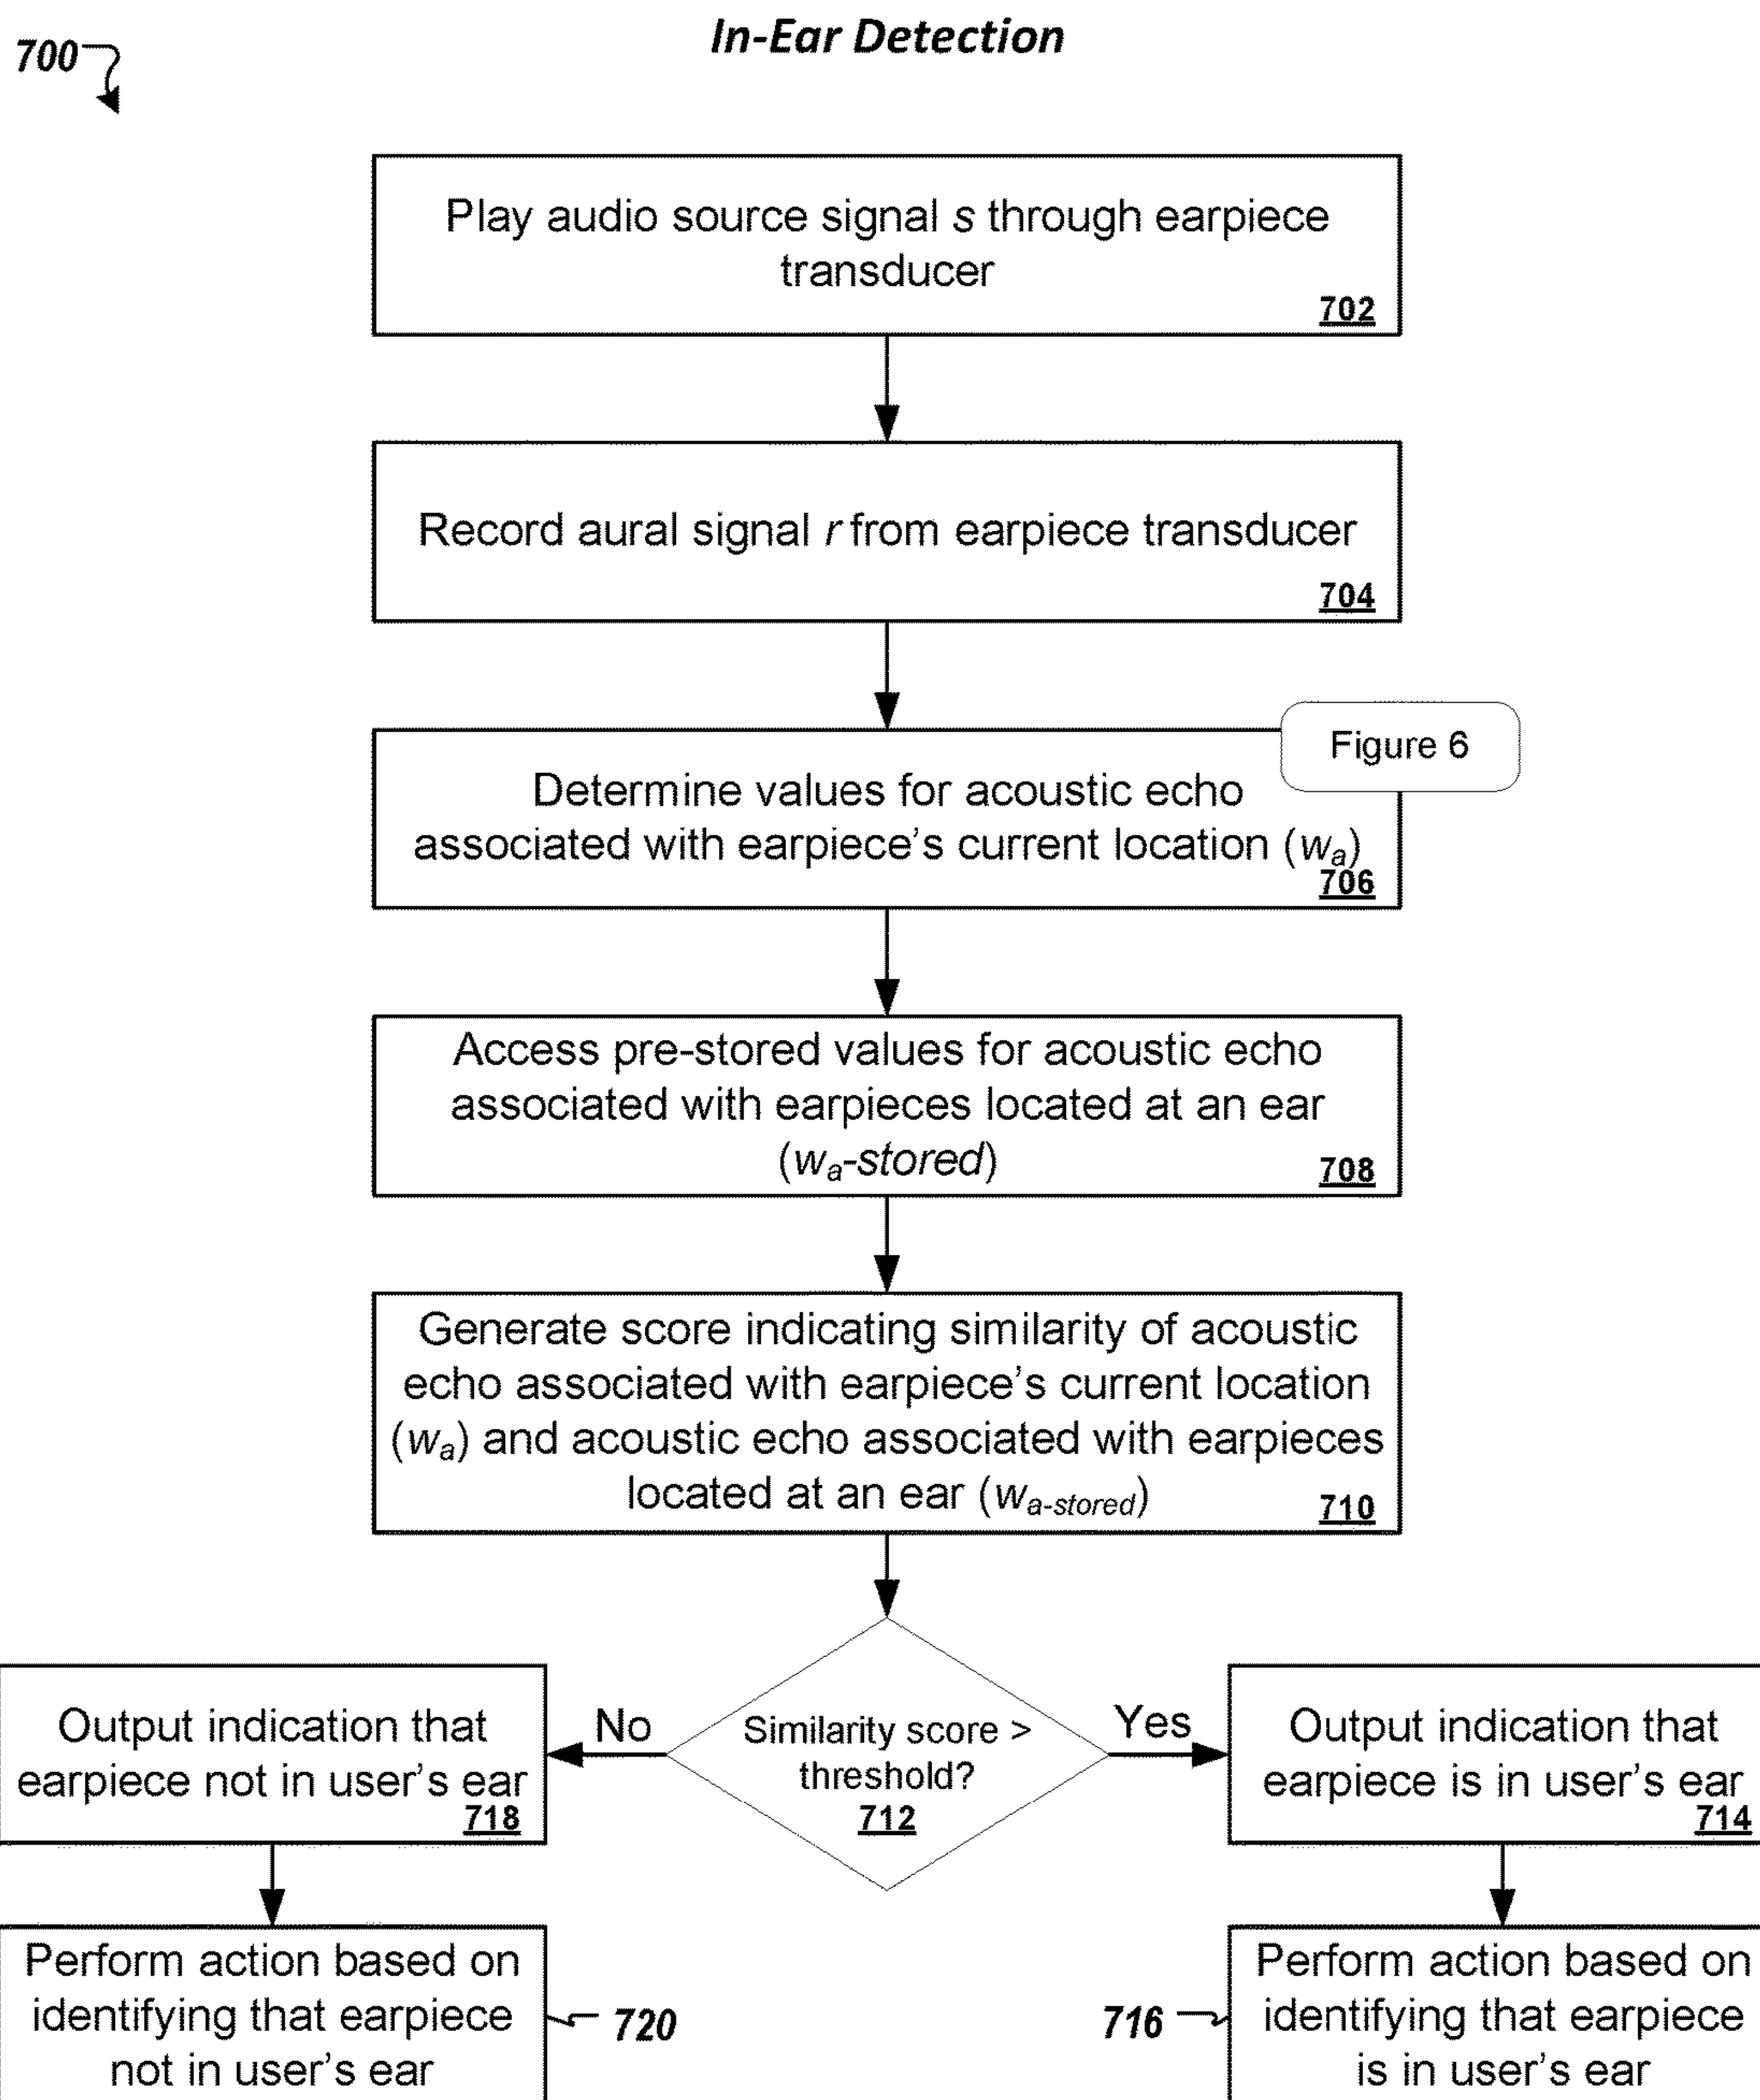 In-Ear Detection
700
Play audio source signal s through earpiece
transducer
702
Record aural signal r from earpiece transducer
704
Figure 6
Determine values for acoustic echo
associated with earpiece's current location (wa)
706
Access pre-stored values for acoustic echo
associated with earpieces located at an ear
(wa-stored)
708
Generate score indicating similarity of acoustic
echo associated with earpiece's current location
(wa) and acoustic echo associated with earpieces
located at an ear (wa-stored)
710
Similarity score >
threshold?
712
No
Yes
Output indication that
earpiece not in user's ear
718
Output indication that
earpiece is in user's ear
714
Perform action based on
identifying that earpiece
not in user's ear
720
716
Perform action based on
identifying that earpiece
is in user's ear